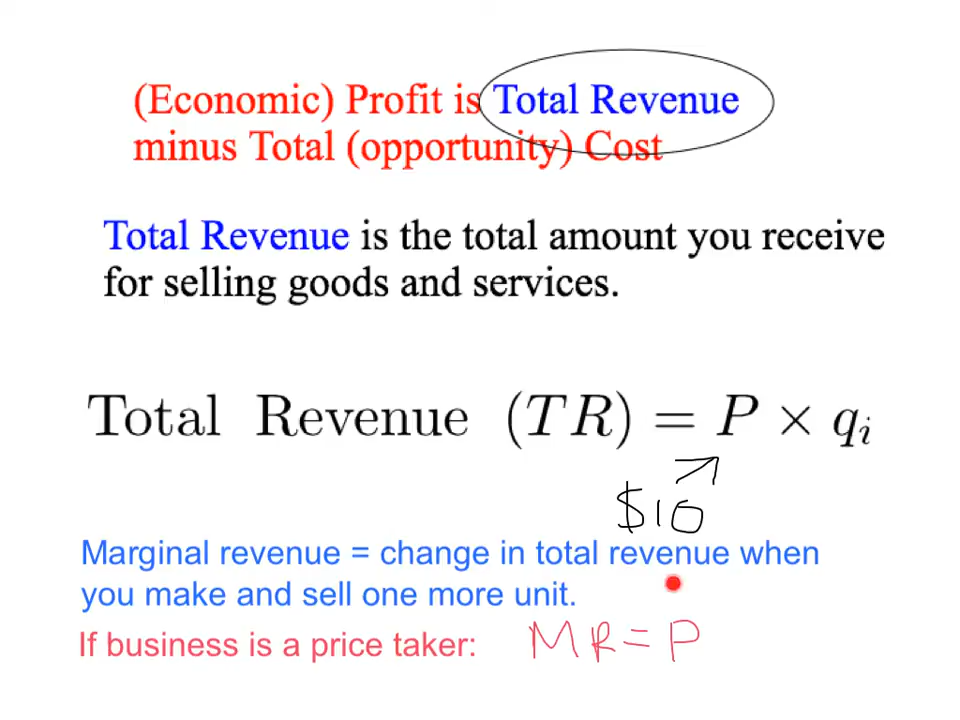 (Economic) Profit is Total Revenue
minus Total (opportunity) Cost
Total Revenue is the total amount you receive
for selling goods and services.
Total Revenue (TR) = P × qᵢ
$10
Marginal revenue = change in total revenue when
you make and sell one more unit.
If business is a price taker: MR=P